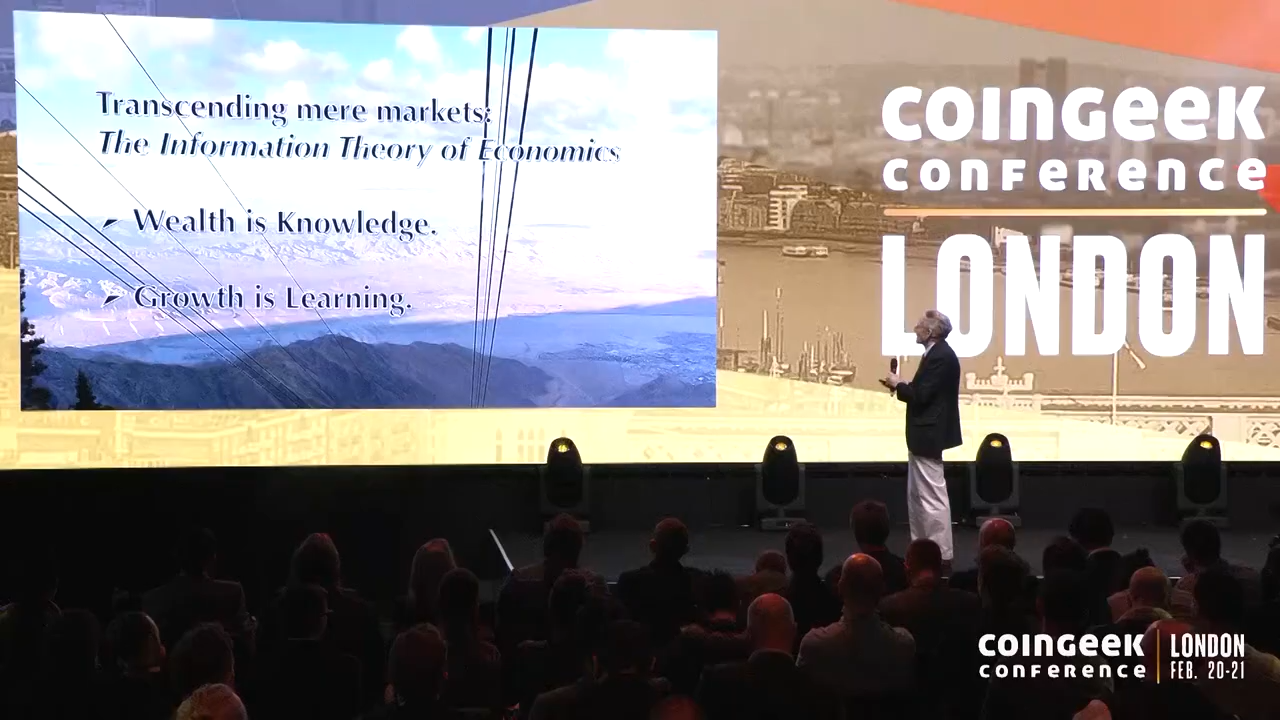 Transcending mere markets:
The Information Theory of Economics
Wealth is Knowledge.
Growth is Learning.
COINGEEK
CONFERENCE
LONDON
COINGEEK
CONFERENCE
LONDON
FEB. 20-21